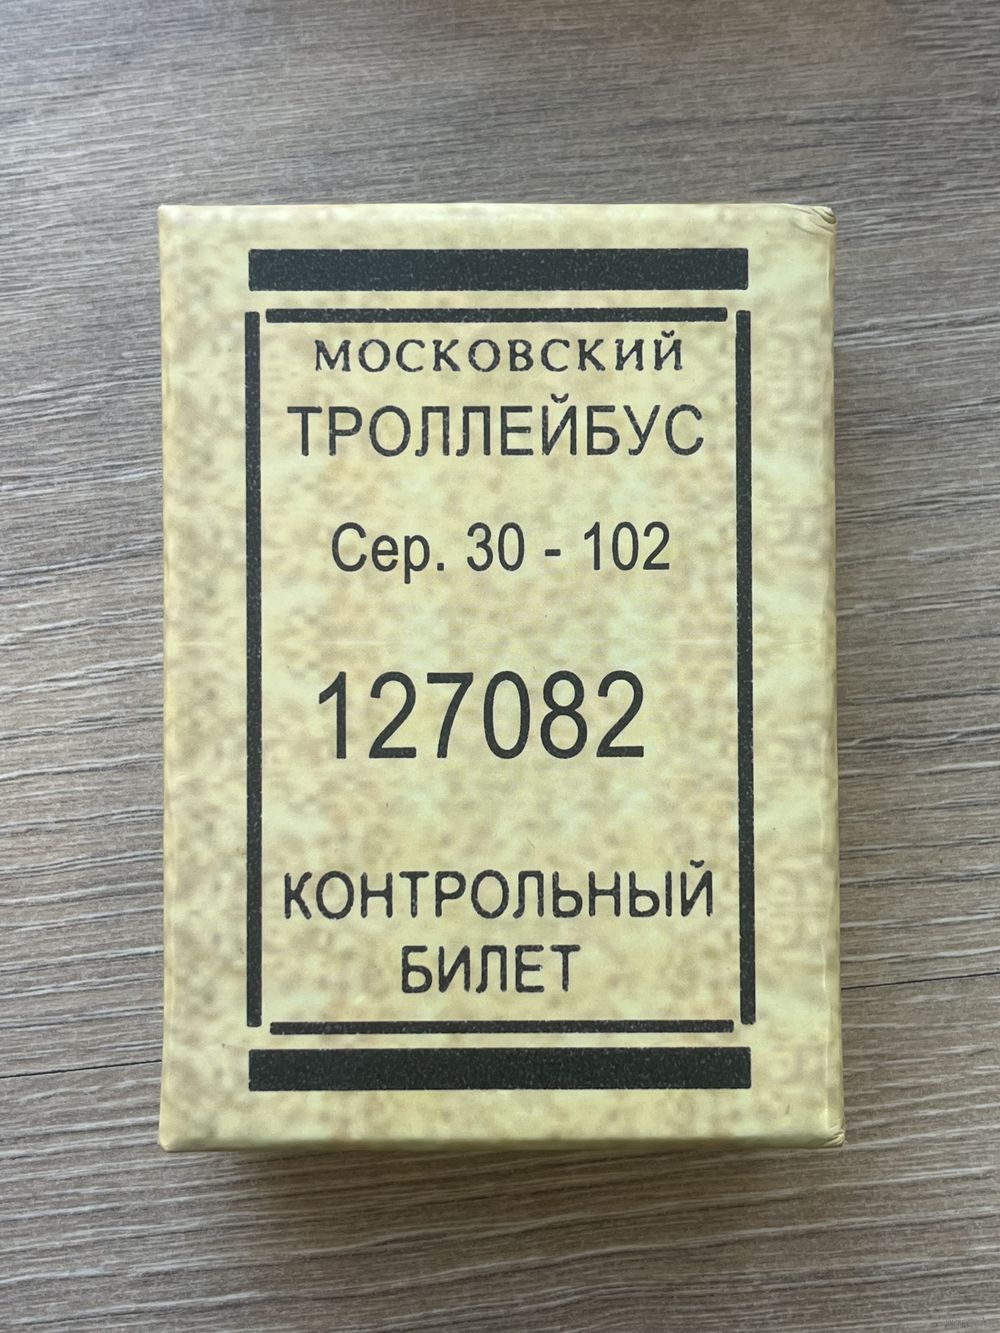 МОСКОВСКИЙ
ТРОЛЛЕЙБУС
Сер. 30 - 102
127082
КОНТРОЛЬНЫЙ
БИЛЕТ